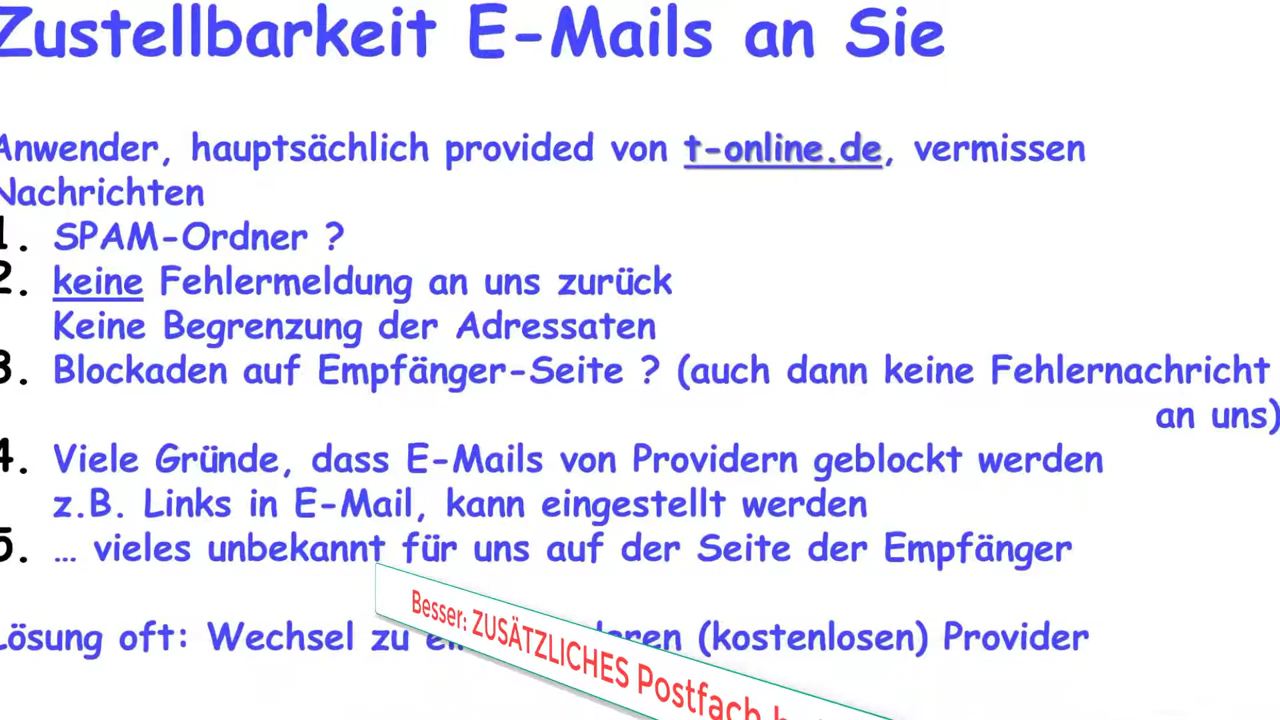 Zustellbarkeit E-Mails an Sie
Anwender, hauptsächlich provided von t-online.de, vermissen
Nachrichten
1. SPAM-Ordner ?
2. keine Fehlermeldung an uns zurück
Keine Begrenzung der Adressaten
3. Blockaden auf Empfänger-Seite ? (auch dann keine Fehlernachricht
an uns)
4. Viele Gründe, dass E-Mails von Providern geblockt werden
z.B. Links in E-Mail, kann eingestellt werden
5. … vieles unbekannt für uns auf der Seite der Empfänger
Lösung oft: Wechsel zu (kostenlosen) Provider
Besser: ZUSÄTZLICHES Postfach